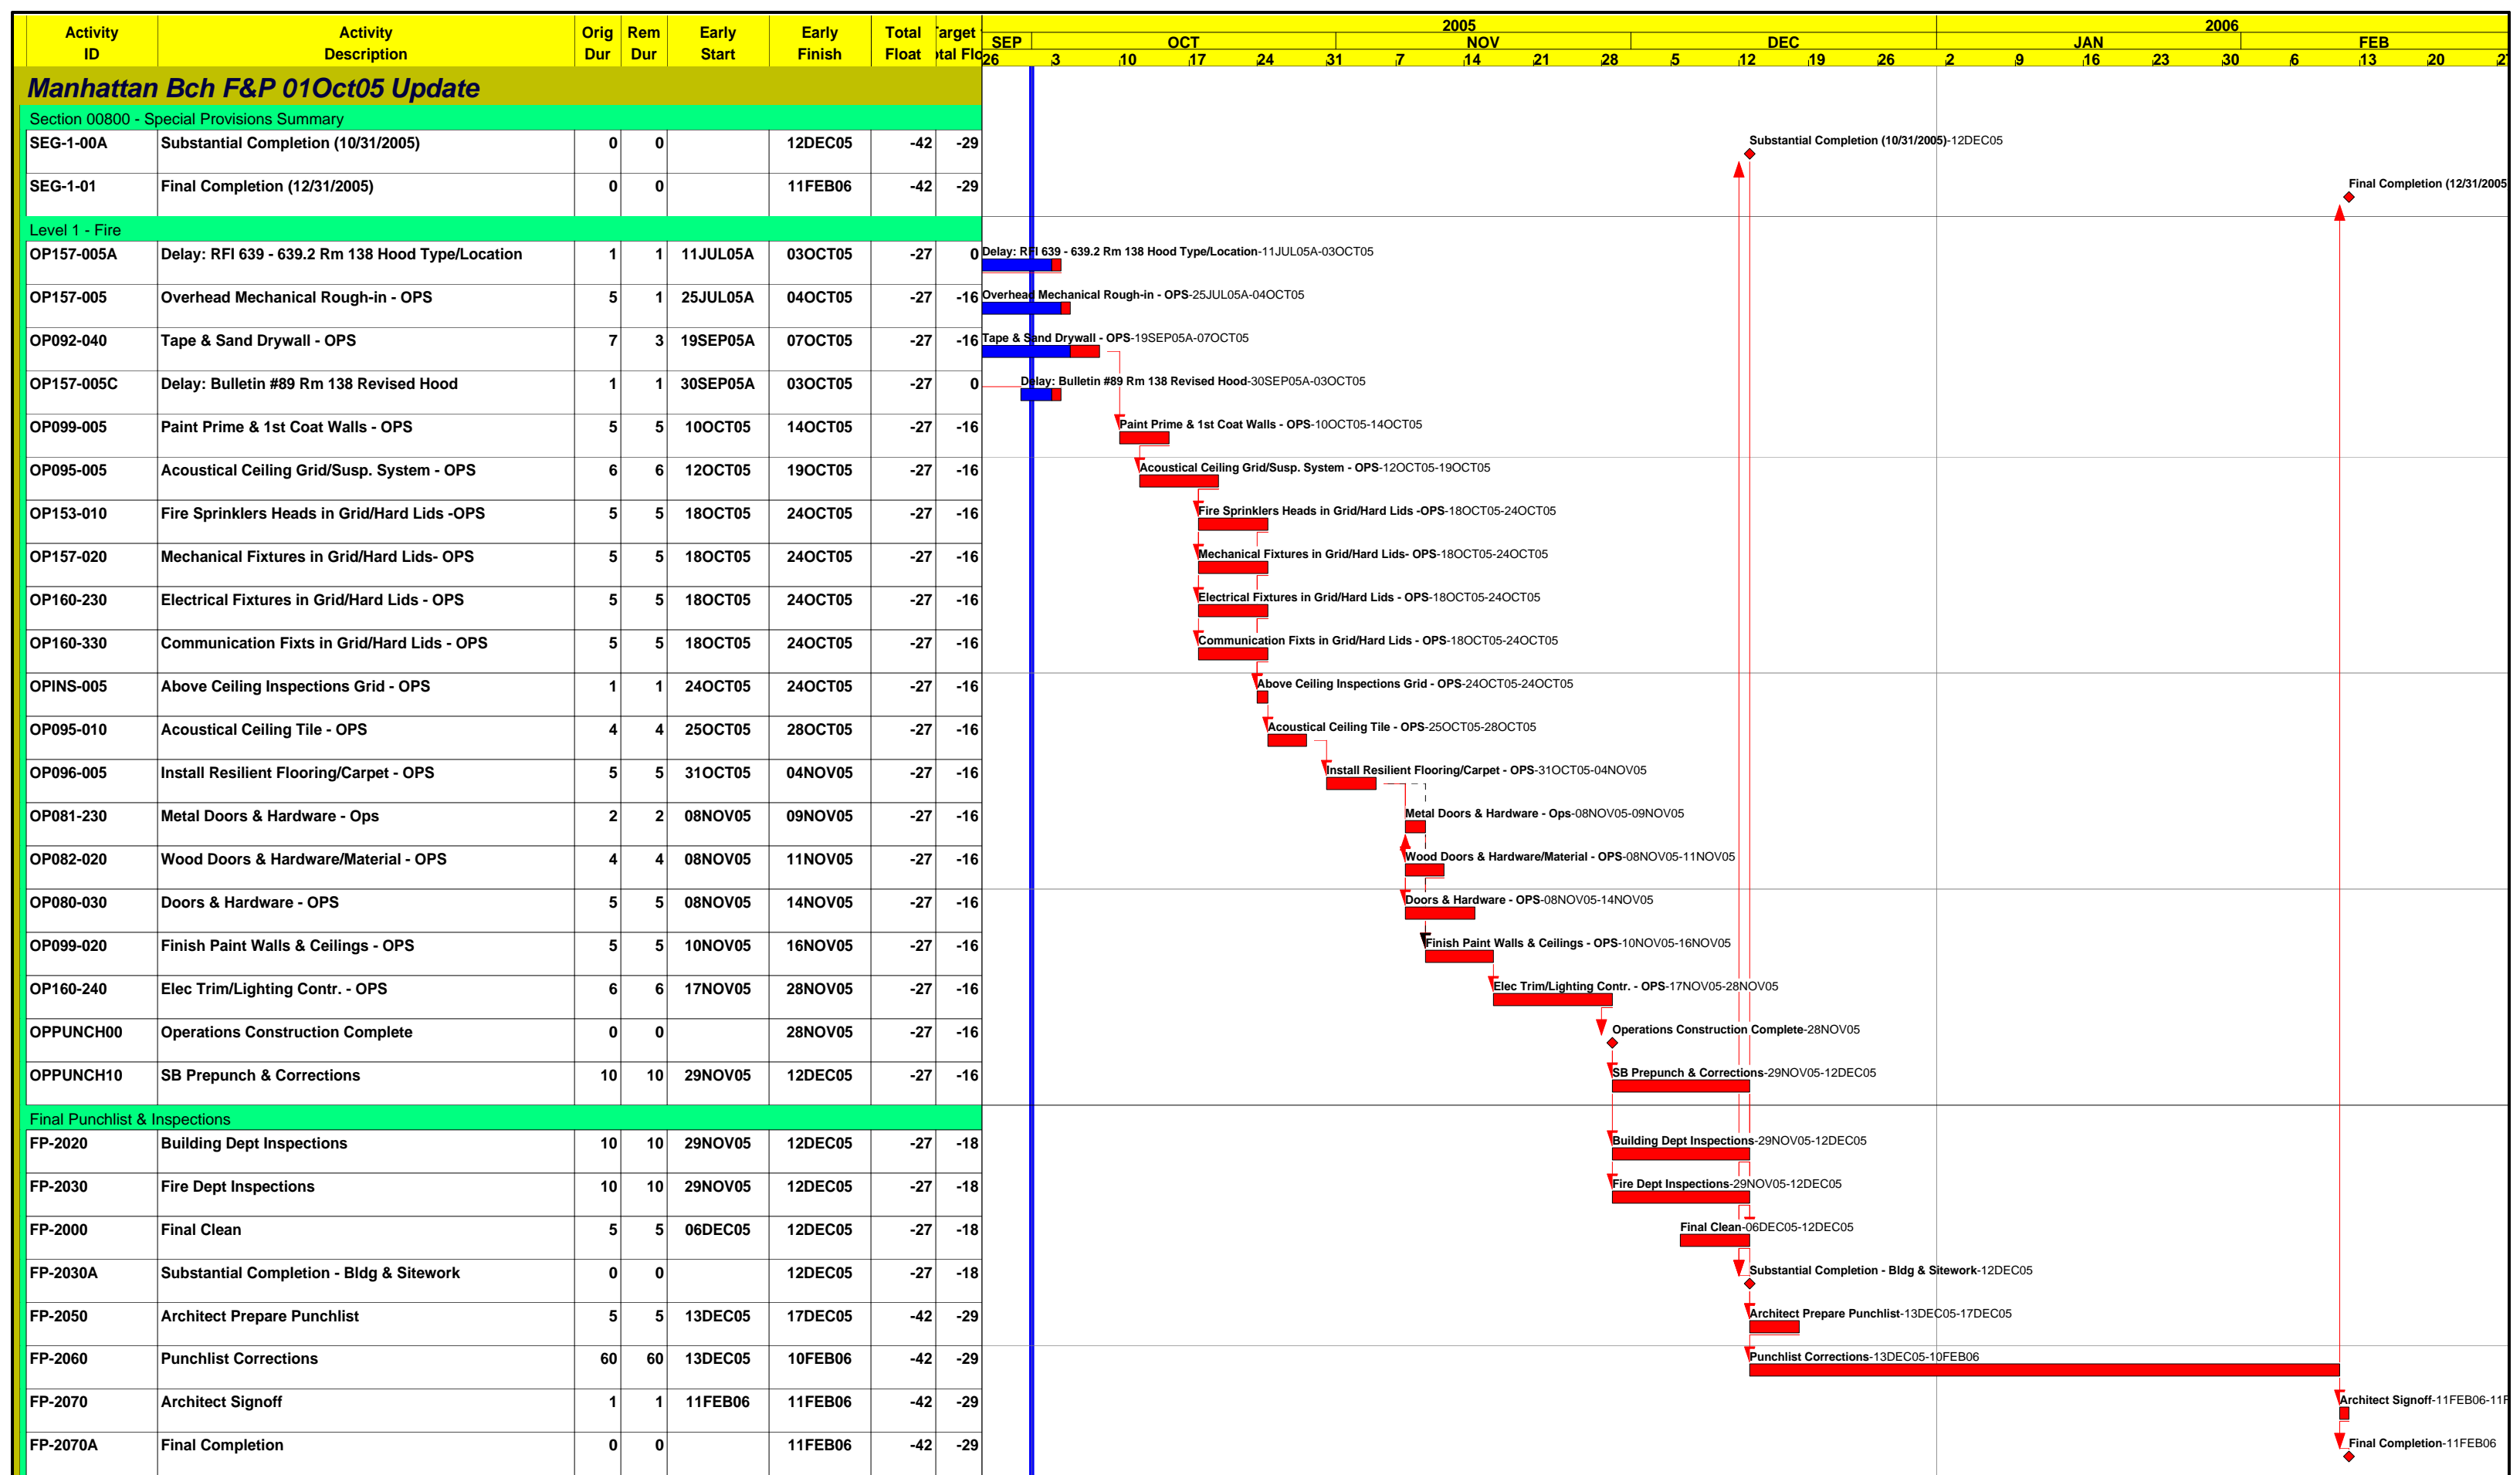 Activity Activity Orig Rem Early Early Total Target 2005 2006
SEP OCT NOV DEC JAN FEB
ID Description Dur Dur Start Finish Float
26 3 10 17 24 31 7 14 21 28 5 12 19 26 2 9 16 23 30 6 13 20 27
Manhattan Bch F&P 01Oct05 Update
Section 00800 - Special Provisions Summary
SEG-1-00A Substantial Completion (10/31/2005) 0 0 12DEC05 -42 -29 Substantial Completion (10/31/2005)-12DEC05
SEG-1-01 Final Completion (12/31/2005) 0 0 11FEB06 -42 -29 Final Completion (12/31/2005
Level 1 - Fire
OP157-005A Delay: RFI 639 - 639.2 Rm 138 Hood Type/Location 1 1 11JUL05A 03OCT05 -27 0 Delay: RFI 639 - 639.2 Rm 138 Hood Type/Location-11JUL05A-03OCT05
OP157-005 Overhead Mechanical Rough-in - OPS 5 1 25JUL05A 04OCT05 -27 -16 Overhead Mechanical Rough-in - OPS-25JUL05A-04OCT05
OP092-040 Tape & Sand Drywall - OPS 7 3 19SEP05A 07OCT05 -27 -16 Tape & Sand Drywall - OPS-19SEP05A-07OCT05
OP157-005C Delay: Bulletin #89 Rm 138 Revised Hood 1 1 30SEP05A 03OCT05 -27 0 Delay: Bulletin #89 Rm 138 Revised Hood-30SEP05A-03OCT05
OP099-005 Paint Prime & 1st Coat Walls - OPS 5 5 10OCT05 14OCT05 -27 -16 Paint Prime & 1st Coat Walls - OPS-10OCT05-14OCT05
OP095-005 Acoustical Ceiling Grid/Susp. System - OPS 6 6 12OCT05 19OCT05 -27 -16 Acoustical Ceiling Grid/Susp. System - OPS-12OCT05-19OCT05
OP153-010 Fire Sprinklers Heads in Grid/Hard Lids -OPS 5 5 18OCT05 24OCT05 -27 -16 Fire Sprinklers Heads in Grid/Hard Lids -OPS-18OCT05-24OCT05
OP157-020 Mechanical Fixtures in Grid/Hard Lids- OPS 5 5 18OCT05 24OCT05 -27 -16 Mechanical Fixtures in Grid/Hard Lids- OPS-18OCT05-24OCT05
OP160-230 Electrical Fixtures in Grid/Hard Lids - OPS 5 5 18OCT05 24OCT05 -27 -16 Electrical Fixtures in Grid/Hard Lids - OPS-18OCT05-24OCT05
OP160-330 Communication Fixts in Grid/Hard Lids - OPS 5 5 18OCT05 24OCT05 -27 -16 Communication Fixts in Grid/Hard Lids - OPS-18OCT05-24OCT05
OPINS-005 Above Ceiling Inspections Grid - OPS 1 1 24OCT05 24OCT05 -27 -16 Above Ceiling Inspections Grid - OPS-24OCT05-24OCT05
OP095-010 Acoustical Ceiling Tile - OPS 4 4 25OCT05 28OCT05 -27 -16 Acoustical Ceiling Tile - OPS-25OCT05-28OCT05
OP096-005 Install Resilient Flooring/Carpet - OPS 5 5 31OCT05 04NOV05 -27 -16 Install Resilient Flooring/Carpet - OPS-31OCT05-04NOV05
OP081-230 Metal Doors & Hardware - Ops 2 2 08NOV05 09NOV05 -27 -16 Metal Doors & Hardware - Ops-08NOV05-09NOV05
OP082-020 Wood Doors & Hardware/Material - OPS 4 4 08NOV05 11NOV05 -27 -16 Wood Doors & Hardware/Material - OPS-08NOV05-11NOV05
OP080-030 Doors & Hardware - OPS 5 5 08NOV05 14NOV05 -27 -16 Doors & Hardware - OPS-08NOV05-14NOV05
OP099-020 Finish Paint Walls & Ceilings - OPS 5 5 10NOV05 16NOV05 -27 -16 Finish Paint Walls & Ceilings - OPS-10NOV05-16NOV05
OP160-240 Elec Trim/Lighting Contr. - OPS 6 6 17NOV05 28NOV05 -27 -16 Elec Trim/Lighting Contr. - OPS-17NOV05-28NOV05
OPPUNCH00 Operations Construction Complete 0 0 28NOV05 -27 -16 Operations Construction Complete-28NOV05
OPPUNCH10 SB Prepunch & Corrections 10 10 29NOV05 12DEC05 -27 -16 SB Prepunch & Corrections-29NOV05-12DEC05
Final Punchlist & Inspections
FP-2020 Building Dept Inspections 10 10 29NOV05 12DEC05 -27 -18 Building Dept Inspections-29NOV05-12DEC05
FP-2030 Fire Dept Inspections 10 10 29NOV05 12DEC05 -27 -18 Fire Dept Inspections-29NOV05-12DEC05
FP-2000 Final Clean 5 5 06DEC05 12DEC05 -27 -18 Final Clean-06DEC05-12DEC05
FP-2030A Substantial Completion - Bldg & Sitework 0 0 12DEC05 -27 -18 Substantial Completion - Bldg & Sitework-12DEC05
FP-2050 Architect Prepare Punchlist 5 5 13DEC05 17DEC05 -42 -29 Architect Prepare Punchlist-13DEC05-17DEC05
FP-2060 Punchlist Corrections 60 60 13DEC05 10FEB06 -42 -29 Punchlist Corrections-13DEC05-10FEB06
FP-2070 Architect Signoff 1 1 11FEB06 11FEB06 -42 -29 Architect Signoff-11FEB06-11F
FP-2070A Final Completion 0 0 11FEB06 -42 -29 Final Completion-11FEB06